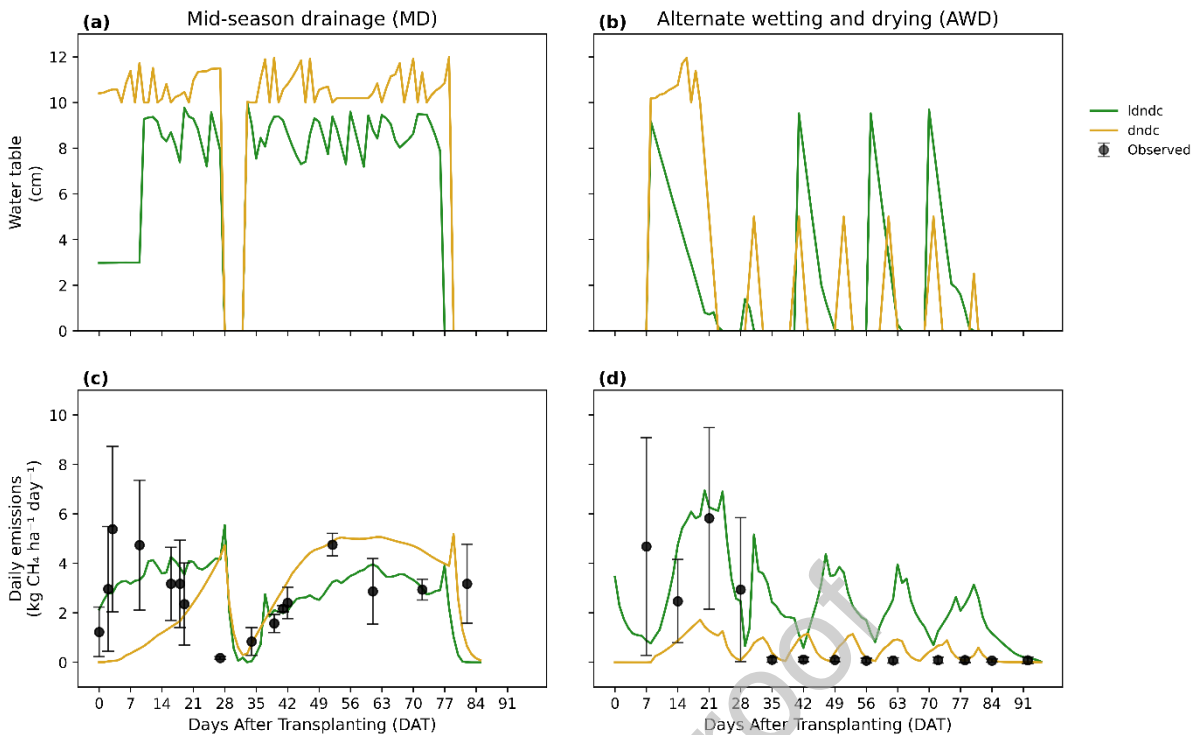 (a) Mid-season drainage (MD)
(b) Alternate wetting and drying (AWD)
Water table
(cm)
12
10
8
6
4
2
0
ldndc
dndc
Observed
(c)
(d)
Daily emissions
(kg CH₄ ha⁻¹ day⁻¹)
10
8
6
4
2
0
0 7 14 21 28 35 42 49 56 63 70 77 84 91
Days After Transplanting (DAT)
0 7 14 21 28 35 42 49 56 63 70 77 84 91
Days After Transplanting (DAT)
roof